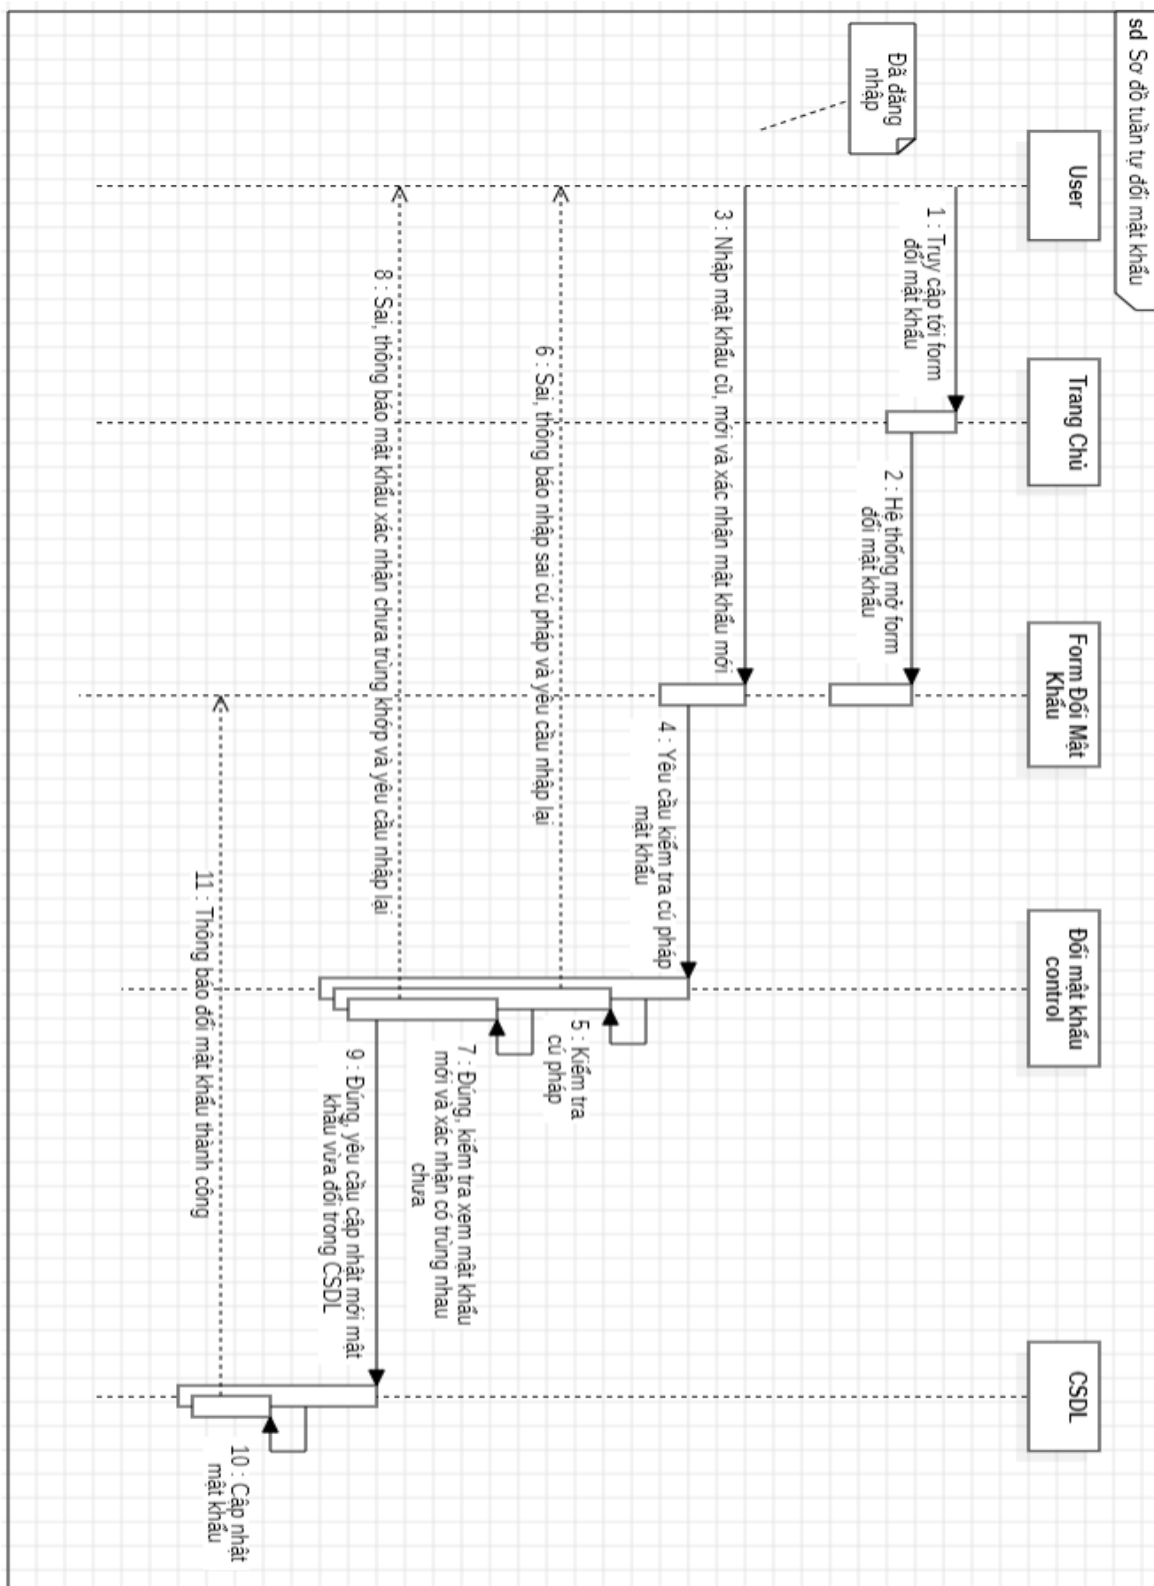 sd Sơ đồ tuần tự đổi mật khẩu
User
Trang Chủ
Form Đổi Mật
Khẩu
Đổi mật khẩu
control
CSDL
Đã đăng
nhập
1 : Truy cập tới form
đổi mật khẩu
2 : Hệ thống mở form
đổi mật khẩu
3 : Nhập mật khẩu cũ, mới và xác nhận mật khẩu mới
4 : Yêu cầu kiểm tra cú pháp
mật khẩu
5 : Kiểm tra
cú pháp
6 : Sai, thông báo nhập sai cú pháp và yêu cầu nhập lại
7 : Đúng, kiểm tra xem mật khẩu
mới và xác nhận có trùng nhau
chưa
8 : Sai, thông báo mật khẩu xác nhận chưa trùng khớp và yêu cầu nhập lại
9 : Đúng, yêu cầu cập nhật mới mật
khẩu vừa đổi trong CSDL
10 : Cập nhật
mật khẩu
11 : Thông báo đổi mật khẩu thành công